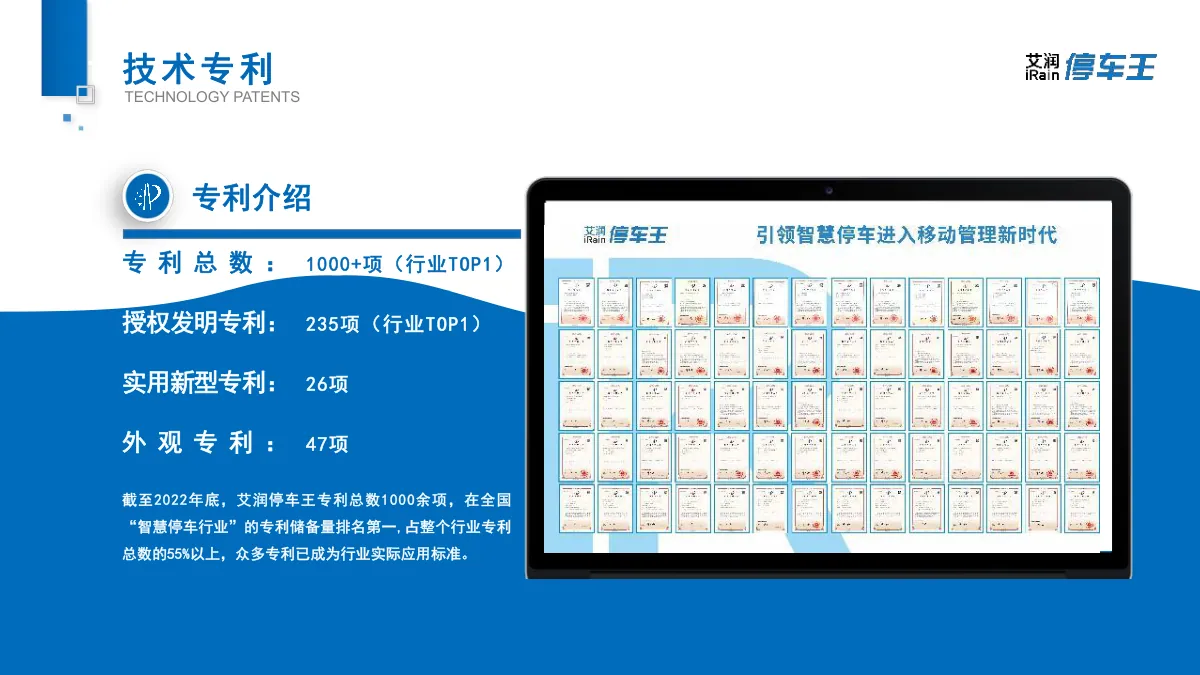 技术专利
TECHNOLOGY PATENTS
艾润
iRain
停车王
专利介绍
专利总数： 1000+项（行业TOP1）
授权发明专利： 235项（行业TOP1）
实用新型专利： 26项
外观专利： 47项
截至2022年底，艾润停车王专利总数1000余项，在全国
“智慧停车行业”的专利储备量排名第一,占整个行业专利
总数的55%以上，众多专利已成为行业实际应用标准。
艾润
iRain
停车王
引领智慧停车进入移动管理新时代